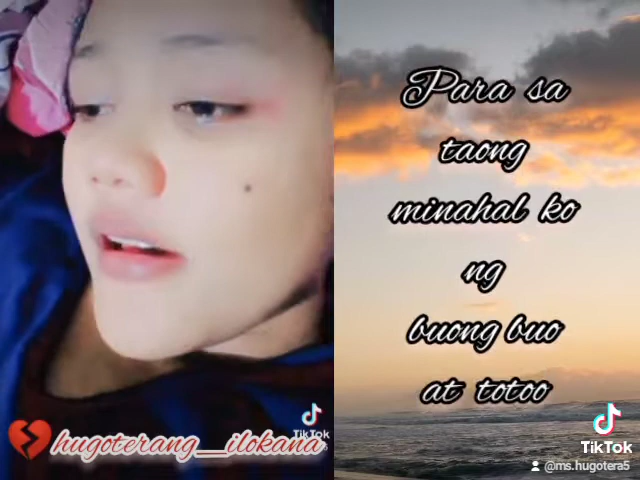 Para sa
taong
minahal ko
ng
buong buo
at totoo
TikTok
hugoterang__ilokana
TikTok
@ms.hugotera5